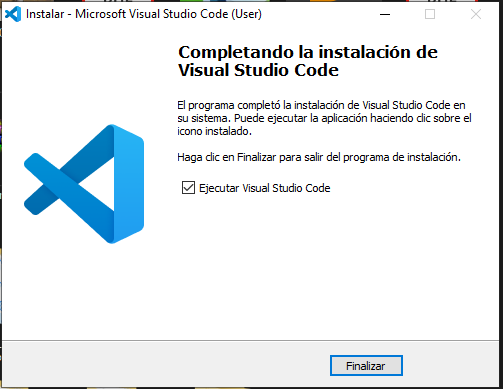 Instalar - Microsoft Visual Studio Code (User)
Completando la instalación de
Visual Studio Code
El programa completó la instalación de Visual Studio Code en
su sistema. Puede ejecutar la aplicación haciendo clic sobre el
icono instalado.
Haga clic en Finalizar para salir del programa de instalación.
Ejecutar Visual Studio Code
Finalizar